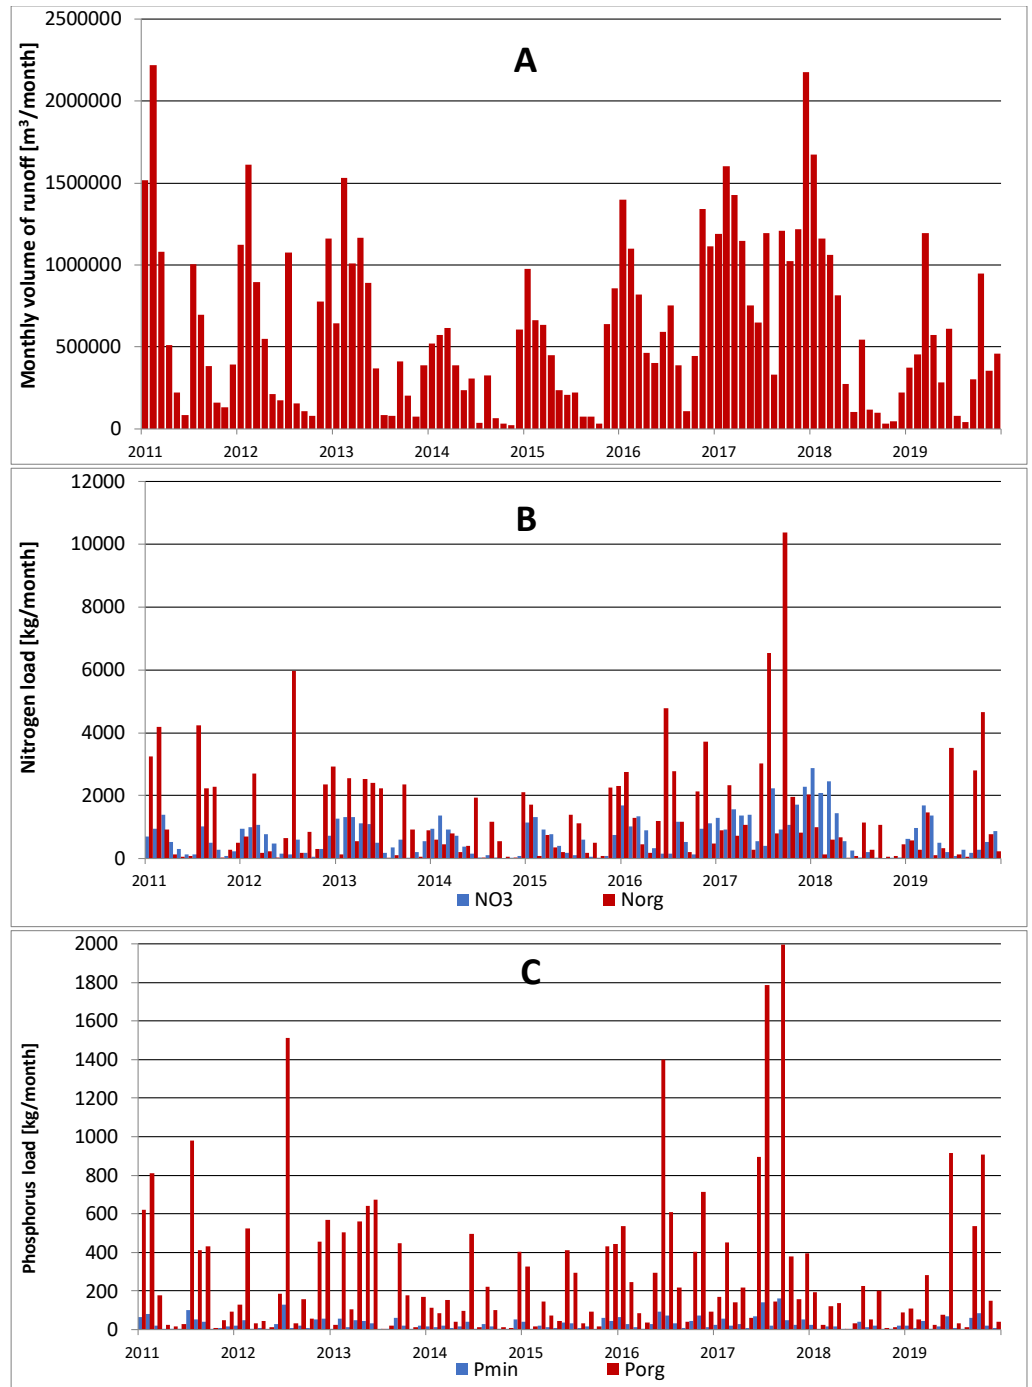 A
Monthly volume of runoff [m³/month]
2500000
2000000
1500000
1000000
500000
0
2011 2012 2013 2014 2015 2016 2017 2018 2019
B
Nitrogen load [kg/month]
12000
10000
8000
6000
4000
2000
0
2011 2012 2013 2014 2015 2016 2017 2018 2019
NO3 Norg
C
Phosphorus load [kg/month]
2000
1800
1600
1400
1200
1000
800
600
400
200
0
2011 2012 2013 2014 2015 2016 2017 2018 2019
Pmin Porg